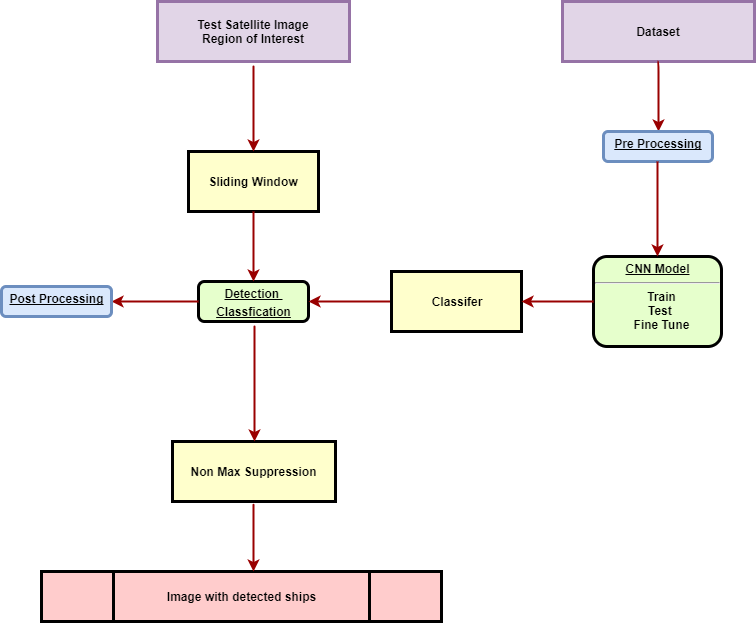 Test Satellite Image
Region of Interest
Dataset
Pre Processing
Sliding Window
CNN Model
Train
Test
Fine Tune
Classifer
Detection
Classfication
Post Processing
Non Max Suppression
Image with detected ships